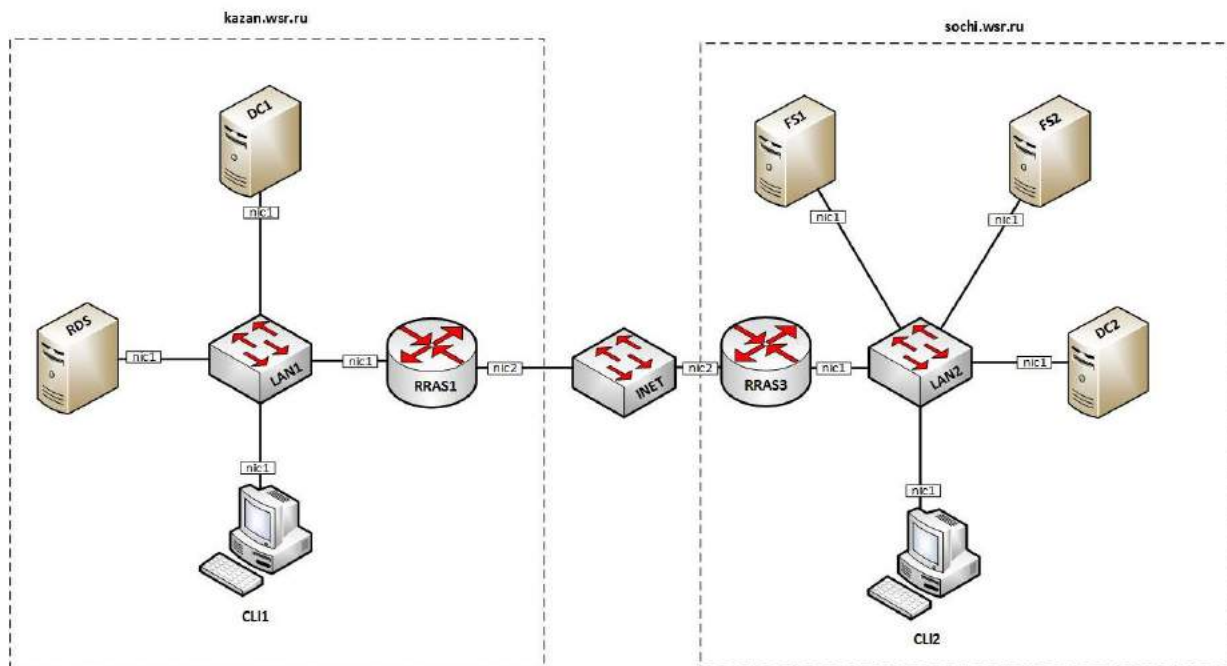 kazan.wsr.ru
sochi.wsr.ru
DC1
nic1
FS1
nic1
FS2
nic1
RDS
nic1
LAN1
nic1
RRAS1
nic2
INET
nic2
RRAS3
nic1
LAN2
nic1
DC2
nic1
CLI1
nic1
CLI2